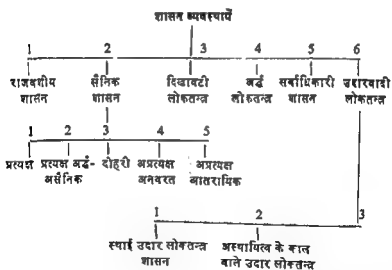 शासन व्यवस्थायें
1 2 3 4 5 6
राजवंशीय सैनिक दिखावटी अर्द्ध सर्वाधिकारी उदारवादी
शासन शासन लोकतन्त्र लोकतन्त्र शासन लोकतन्त्र
1 2 3 4 5
प्रत्यक्ष प्रत्यक्ष अर्द्ध- दोहरी अप्रत्यक्ष अप्रत्यक्ष
असैनिक अनवरत आंतरायिक
1 2 3
स्थाई उदार लोकतन्त्र अस्थायित्व के काल
शासन वाले उदार लोकतन्त्र